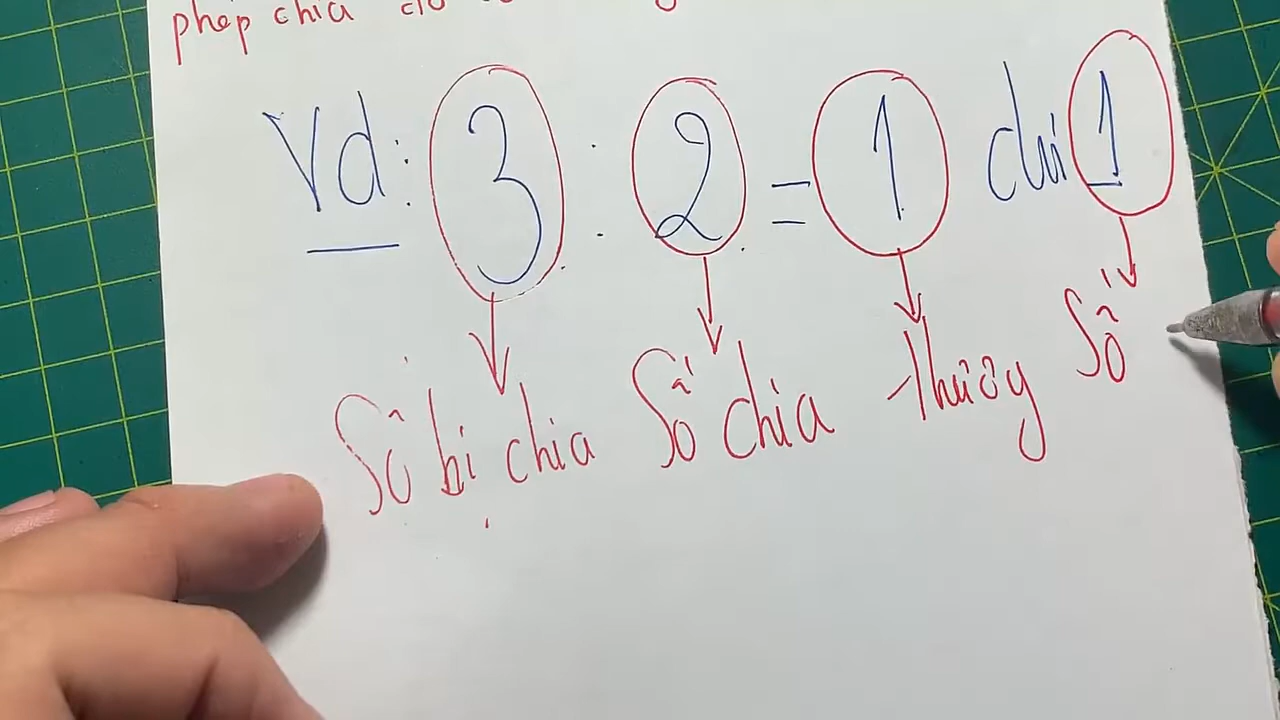 phép chia
Vd: 3 : 2 = 1 dư 1
Số bị chia Số chia Thương Số